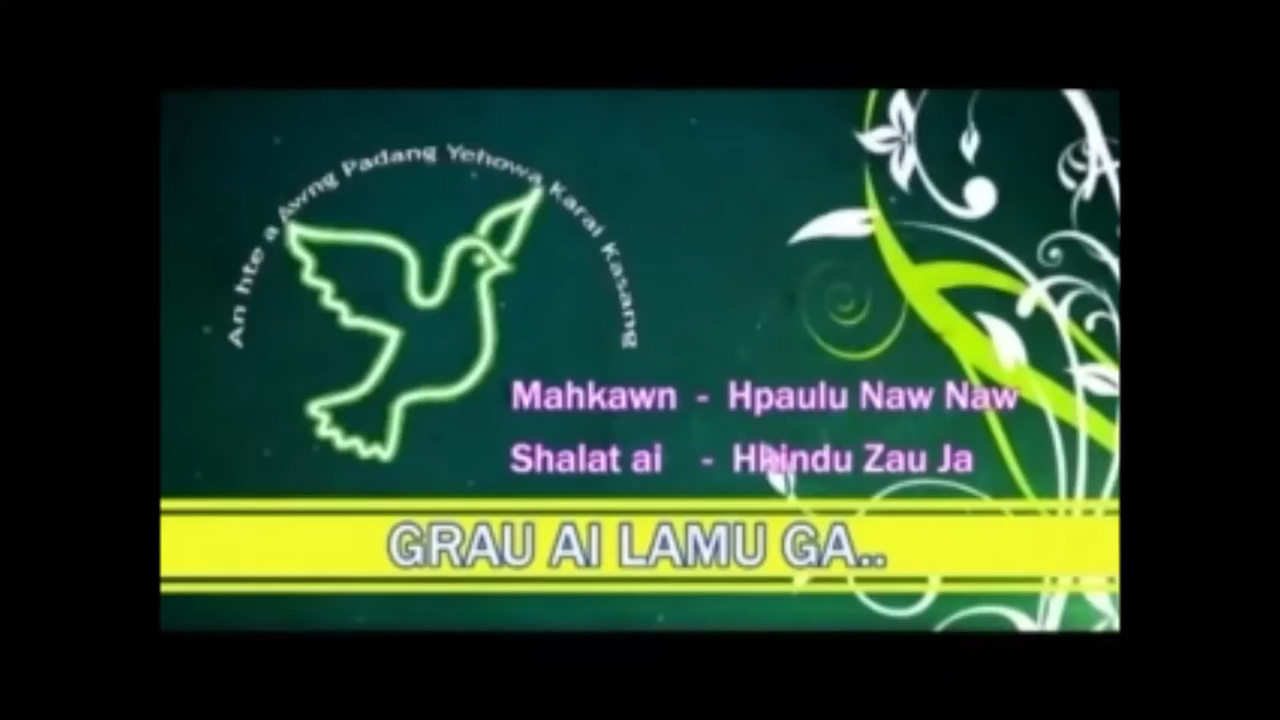 An hte a Awng Padang Yehowa Karai Kasang
Mahkawn - Hpaulu Naw Naw
Shalat ai - Hkindu Zau Ja
GRAU AI LAMU GA..